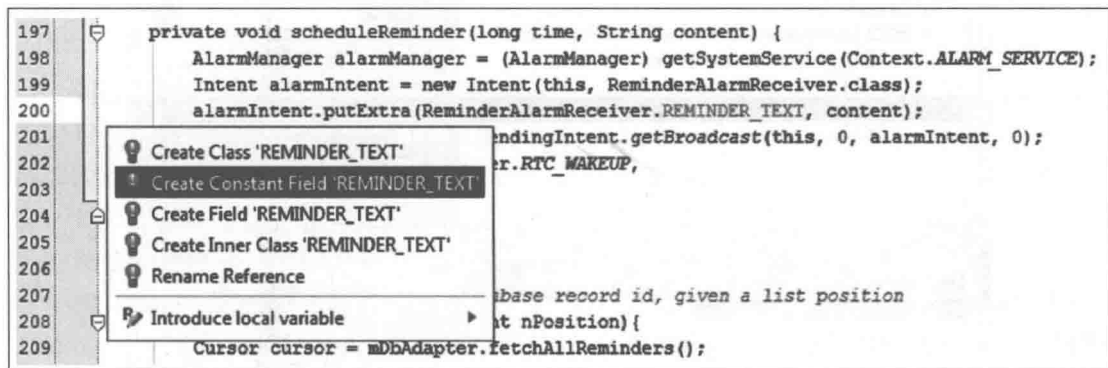 197 private void scheduleReminder(long time, String content) {
198 AlarmManager alarmManager = (AlarmManager) getSystemService(Context.ALARM_SERVICE);
199 Intent alarmIntent = new Intent(this, ReminderAlarmReceiver.class);
200 alarmIntent.putExtra(ReminderAlarmReceiver.REMINDER_TEXT, content);
201 endingIntent.getBroadcast(this, 0, alarmIntent, 0);
Create Class 'REMINDER_TEXT'
202 er.RTC_WAKEUP,
Create Constant Field 'REMINDER_TEXT'
203
204 Create Field 'REMINDER_TEXT'
205 Create Inner Class 'REMINDER_TEXT'
206 Rename Reference
207 base record id, given a list position
208 Introduce local variable t nPosition){
209 Cursor cursor = mDbAdapter.fetchAllReminders();